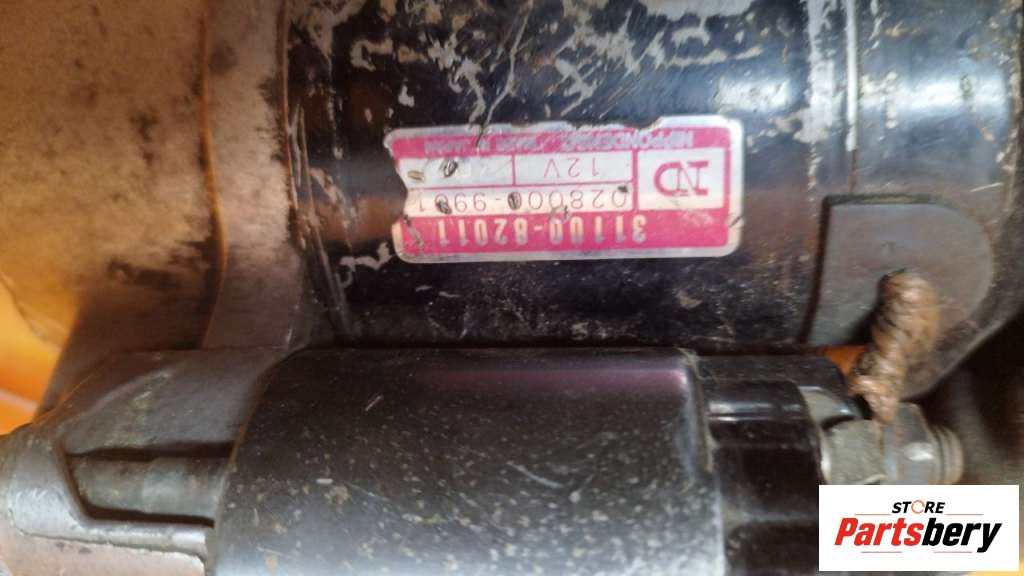 31100-82011
ND
028000-9901
12V
NIPPONDENSO
STORE
Partsbery